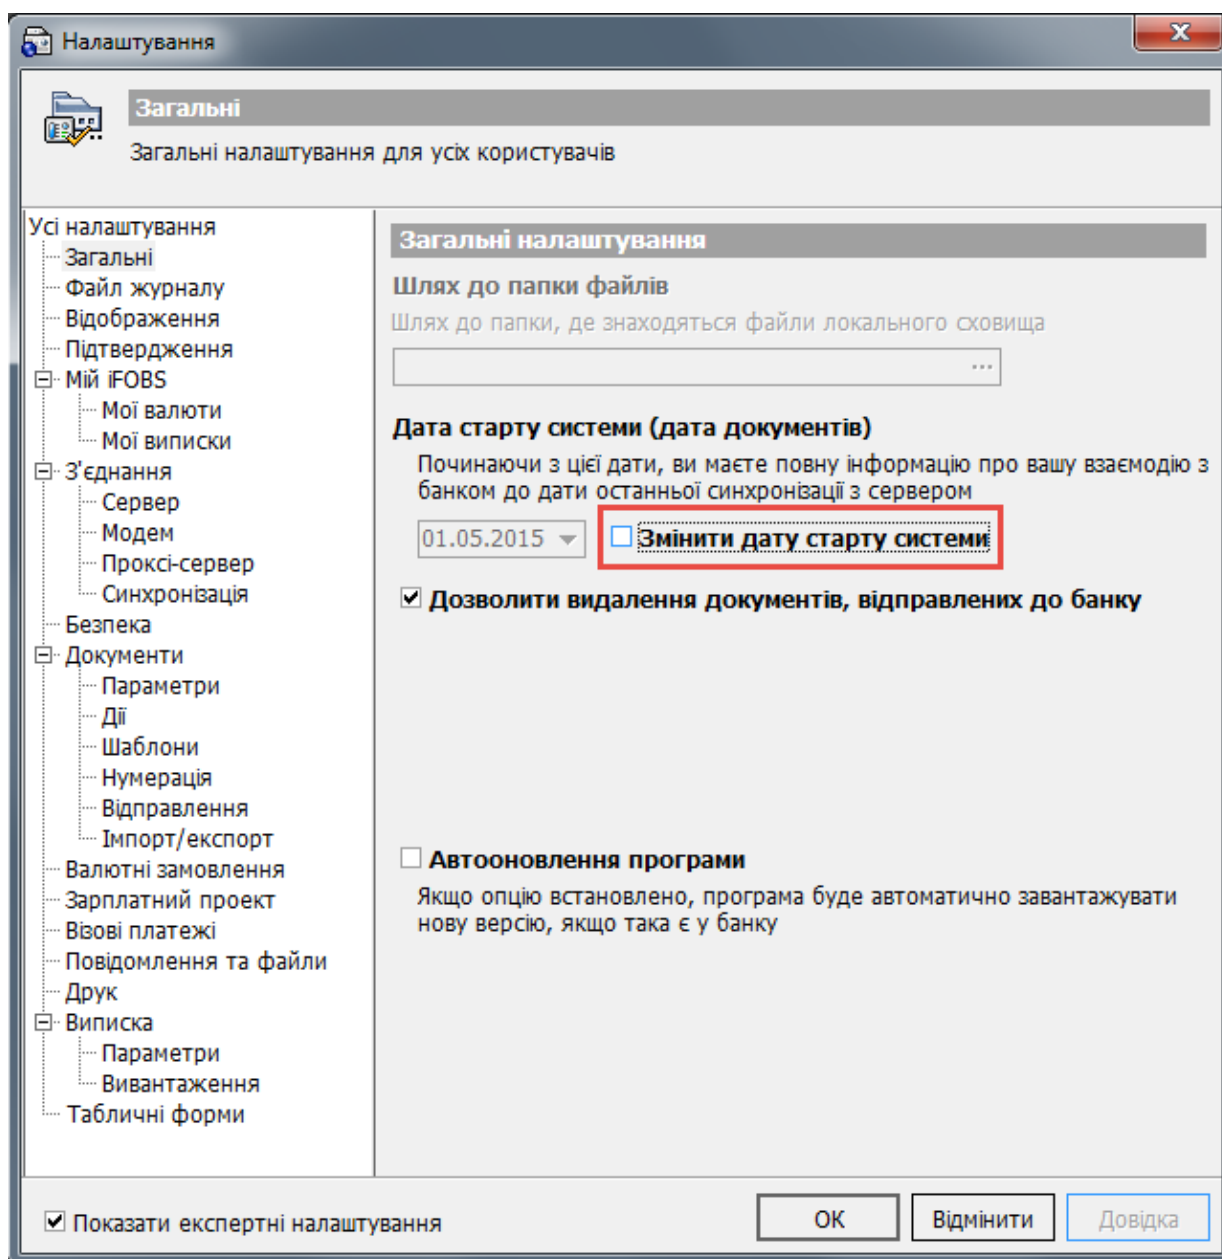 Налаштування
Загальні
Загальні налаштування для усіх користувачів
Усі налаштування
Загальні
Файл журналу
Відображення
Підтвердження
Мій iFOBS
Мої валюти
Мої виписки
З'єднання
Сервер
Модем
Проксі-сервер
Синхронізація
Безпека
Документи
Параметри
Дії
Шаблони
Нумерація
Відправлення
Імпорт/експорт
Валютні замовлення
Зарплатний проект
Візові платежі
Повідомлення та файли
Друк
Виписка
Параметри
Вивантаження
Табличні форми
Загальні налаштування
Шлях до папки файлів
Шлях до папки, де знаходяться файли локального сховища
...
Дата старту системи (дата документів)
Починаючи з цієї дати, ви маєте повну інформацію про вашу взаємодію з
банком до дати останньої синхронізації з сервером
01.05.2015 Змінити дату старту системи
Дозволити видалення документів, відправлених до банку
Автооновлення програми
Якщо опцію встановлено, програма буде автоматично завантажувати
нову версію, якщо така є у банку
Показати експертні налаштування
ОК Відмінити Довідка